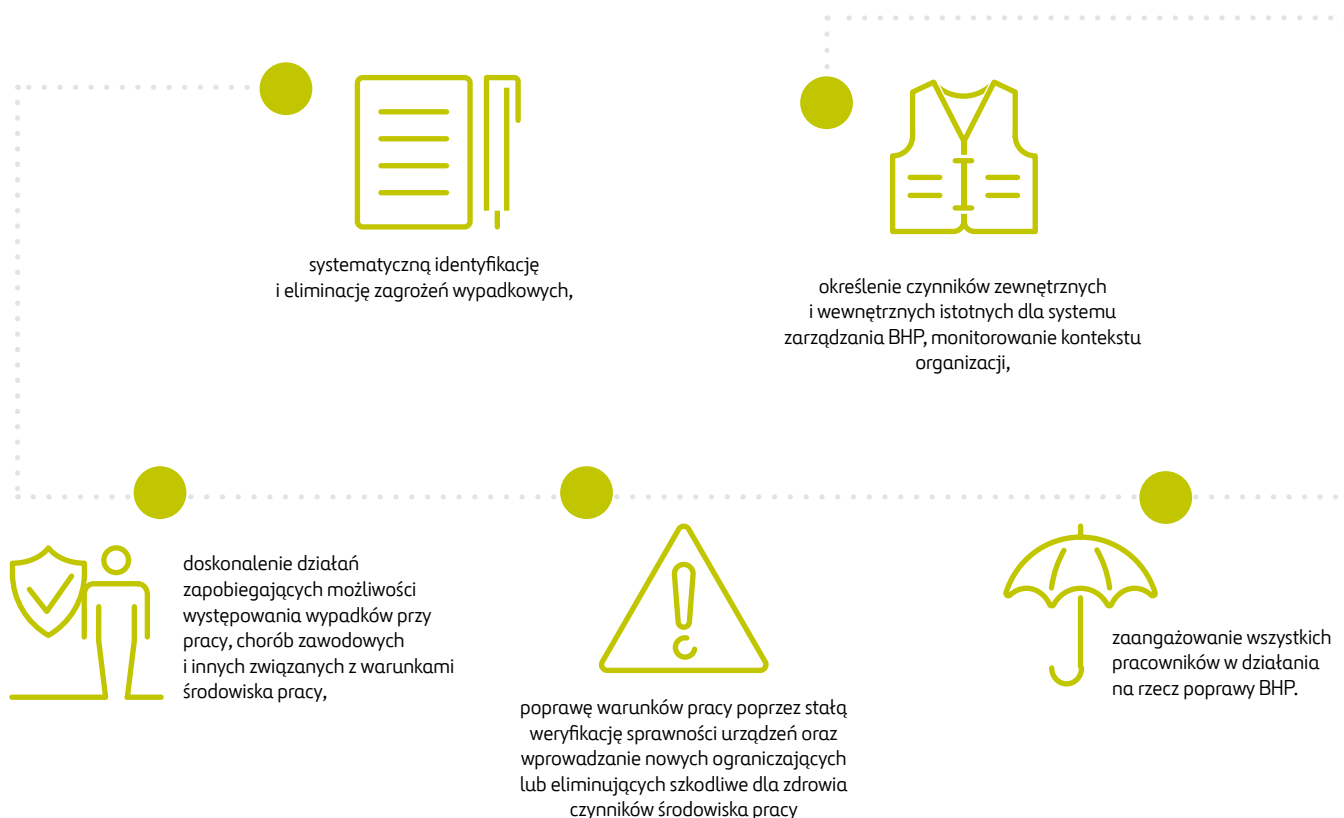 systematyczną identyfikację
i eliminację zagrożeń wypadkowych,
określenie czynników zewnętrznych
i wewnętrznych istotnych dla systemu
zarządzania BHP, monitorowanie kontekstu
organizacji,
doskonalenie działań
zapobiegających możliwości
występowania wypadków przy
pracy, chorób zawodowych
i innych związanych z warunkami
środowiska pracy,
poprawę warunków pracy poprzez stałą
weryfikację sprawności urządzeń oraz
wprowadzanie nowych ograniczających
lub eliminujących szkodliwe dla zdrowia
czynników środowiska pracy
zaangażowanie wszystkich
pracowników w działania
na rzecz poprawy BHP.